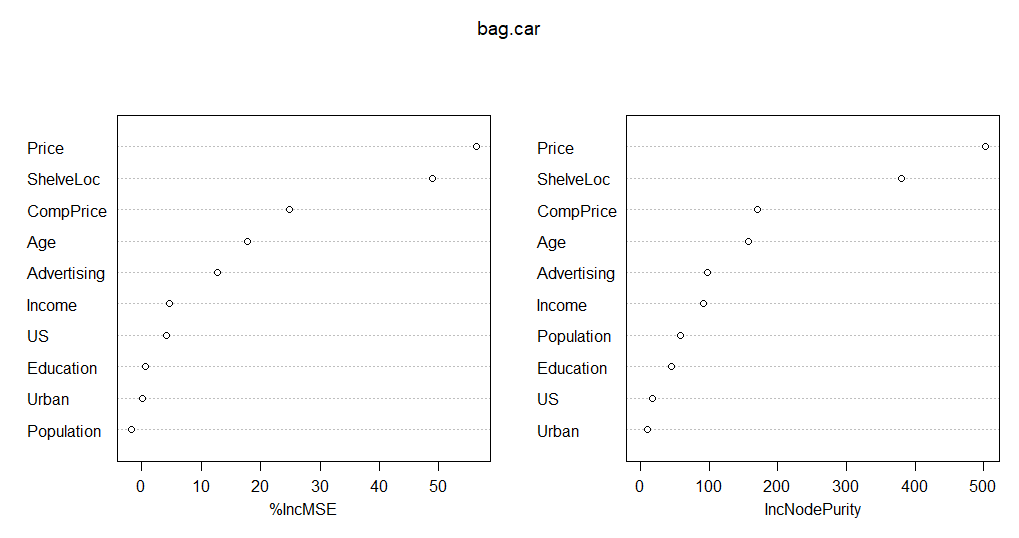 bag.car
Price
ShelveLoc
CompPrice
Age
Advertising
Income
US
Education
Urban
Population
0 10 20 30 40 50
%IncMSE
Price
ShelveLoc
CompPrice
Age
Advertising
Income
Population
Education
US
Urban
0 100 200 300 400 500
IncNodePurity